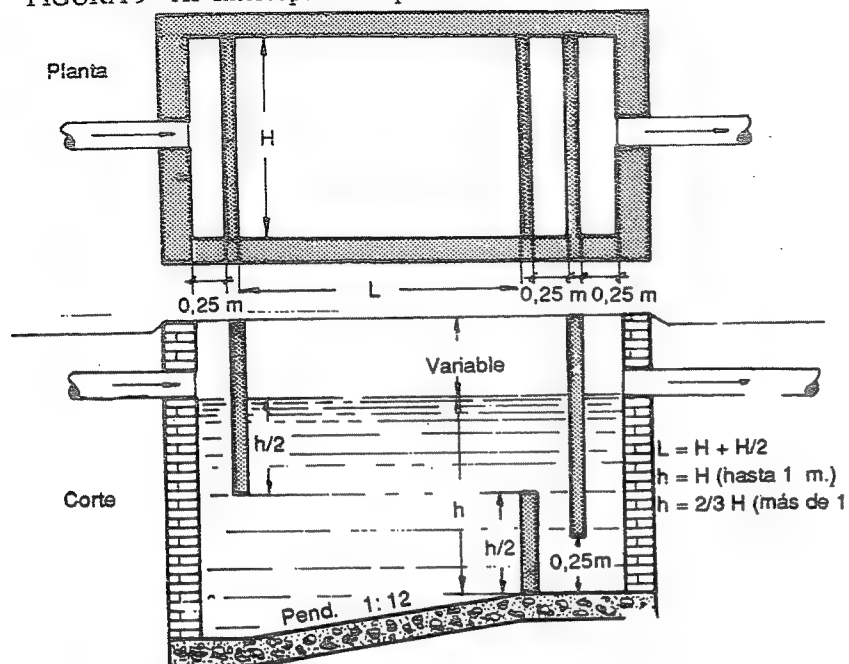 Planta
H
0,25 m
L
0,25 m 0,25 m
Variable
h/2
L = H + H/2
h = H (hasta 1 m.)
h = 2/3 H (más de 1
Corte
h
h/2
0,25m
Pend. 1:12